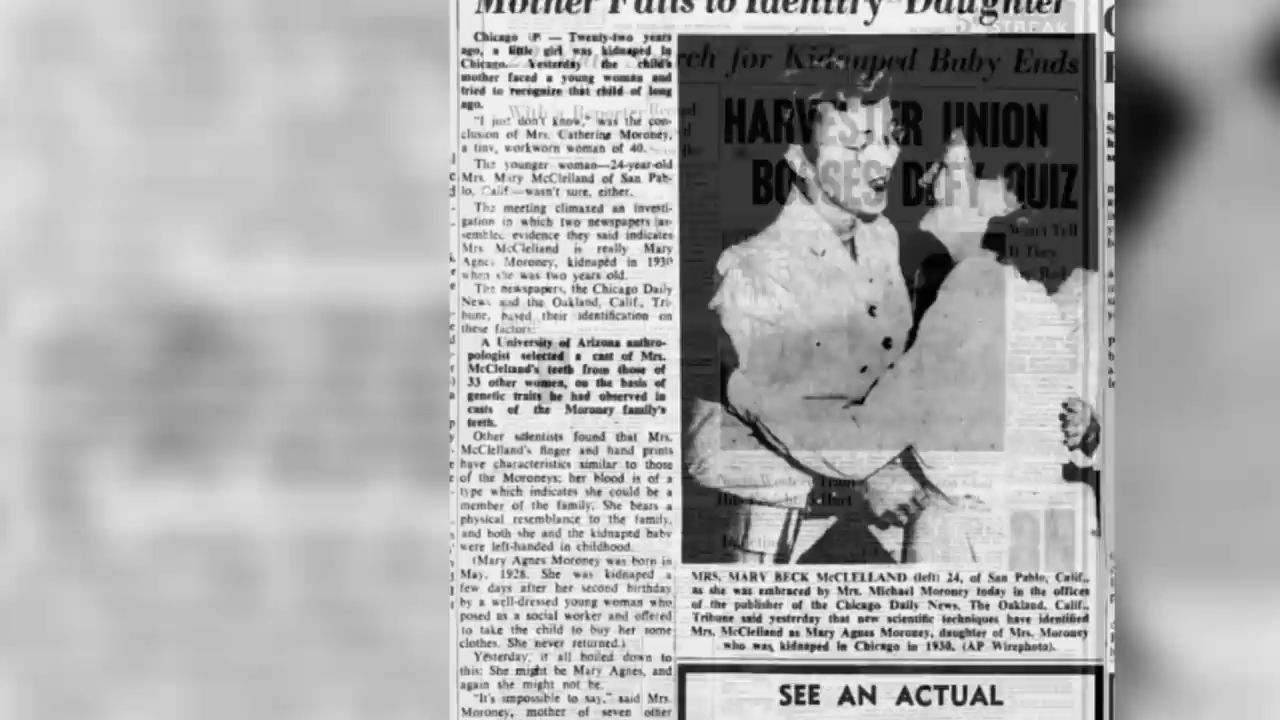 Mother Fails to Identify Daughter
Chicago (P — Twenty-two years
ago, a little girl was kidnaped in
Chicago. Yesterday the child's
mother faced a young woman and
tried to recognize that child of long
ago.
"I just don't know," was the con-
clusion of Mrs. Catherine Moroney,
a tiny, workworn woman of 40.
The younger woman—24-year-old
Mrs. Mary McClelland of San Pab-
lo, Calif.—wasn't sure, either.
The meeting climaxed an investi-
gation in which two newspapers as-
sembled evidence they said indicates
Mrs. McClelland is really Mary
Agnes Moroney, kidnaped in 1930
when she was two years old.
The newspapers, the Chicago Daily
News and the Oakland, Calif., Tri-
bune, based their identification on
these factors:
A University of Arizona anthro-
pologist selected a cast of Mrs.
McClelland's teeth from those of
33 other women, on the basis of
genetic traits he had observed in
casts of the Moroney family's
teeth.
Other scientists found that Mrs.
McClelland's finger and hand prints
have characteristics similar to those
of the Moroneys; her blood is of a
type which indicates she could be a
member of the family. She bears a
physical resemblance to the family,
and both she and the kidnaped baby
were left-handed in childhood.
(Mary Agnes Moroney was born in
May, 1928. She was kidnaped a
few days after her second birthday
by a well-dressed young woman who
posed as a social worker and offered
to take the child to buy her some
clothes. She never returned.)
Yesterday, it all boiled down to
this: She might be Mary Agnes, and
again she might not be.
"It's impossible to say," said Mrs.
Moroney, mother of seven other
STREAK
for Kidnaped Baby Ends
With a Reporter
HARVESTER UNION
BOSSES DEFY QUIZ
Won't Tell
If They
MRS. MARY BECK McCLELLAND (left) 24, of San Pablo, Calif.,
as she was embraced by Mrs. Michael Moroney today in the offices
of the publisher of the Chicago Daily News. The Oakland, Calif.,
Tribune said yesterday that new scientific techniques have identified
Mrs. McClelland as Mary Agnes Moroney, daughter of Mrs. Moroney
who was kidnaped in Chicago in 1930. (AP Wirephoto).
SEE AN ACTUAL